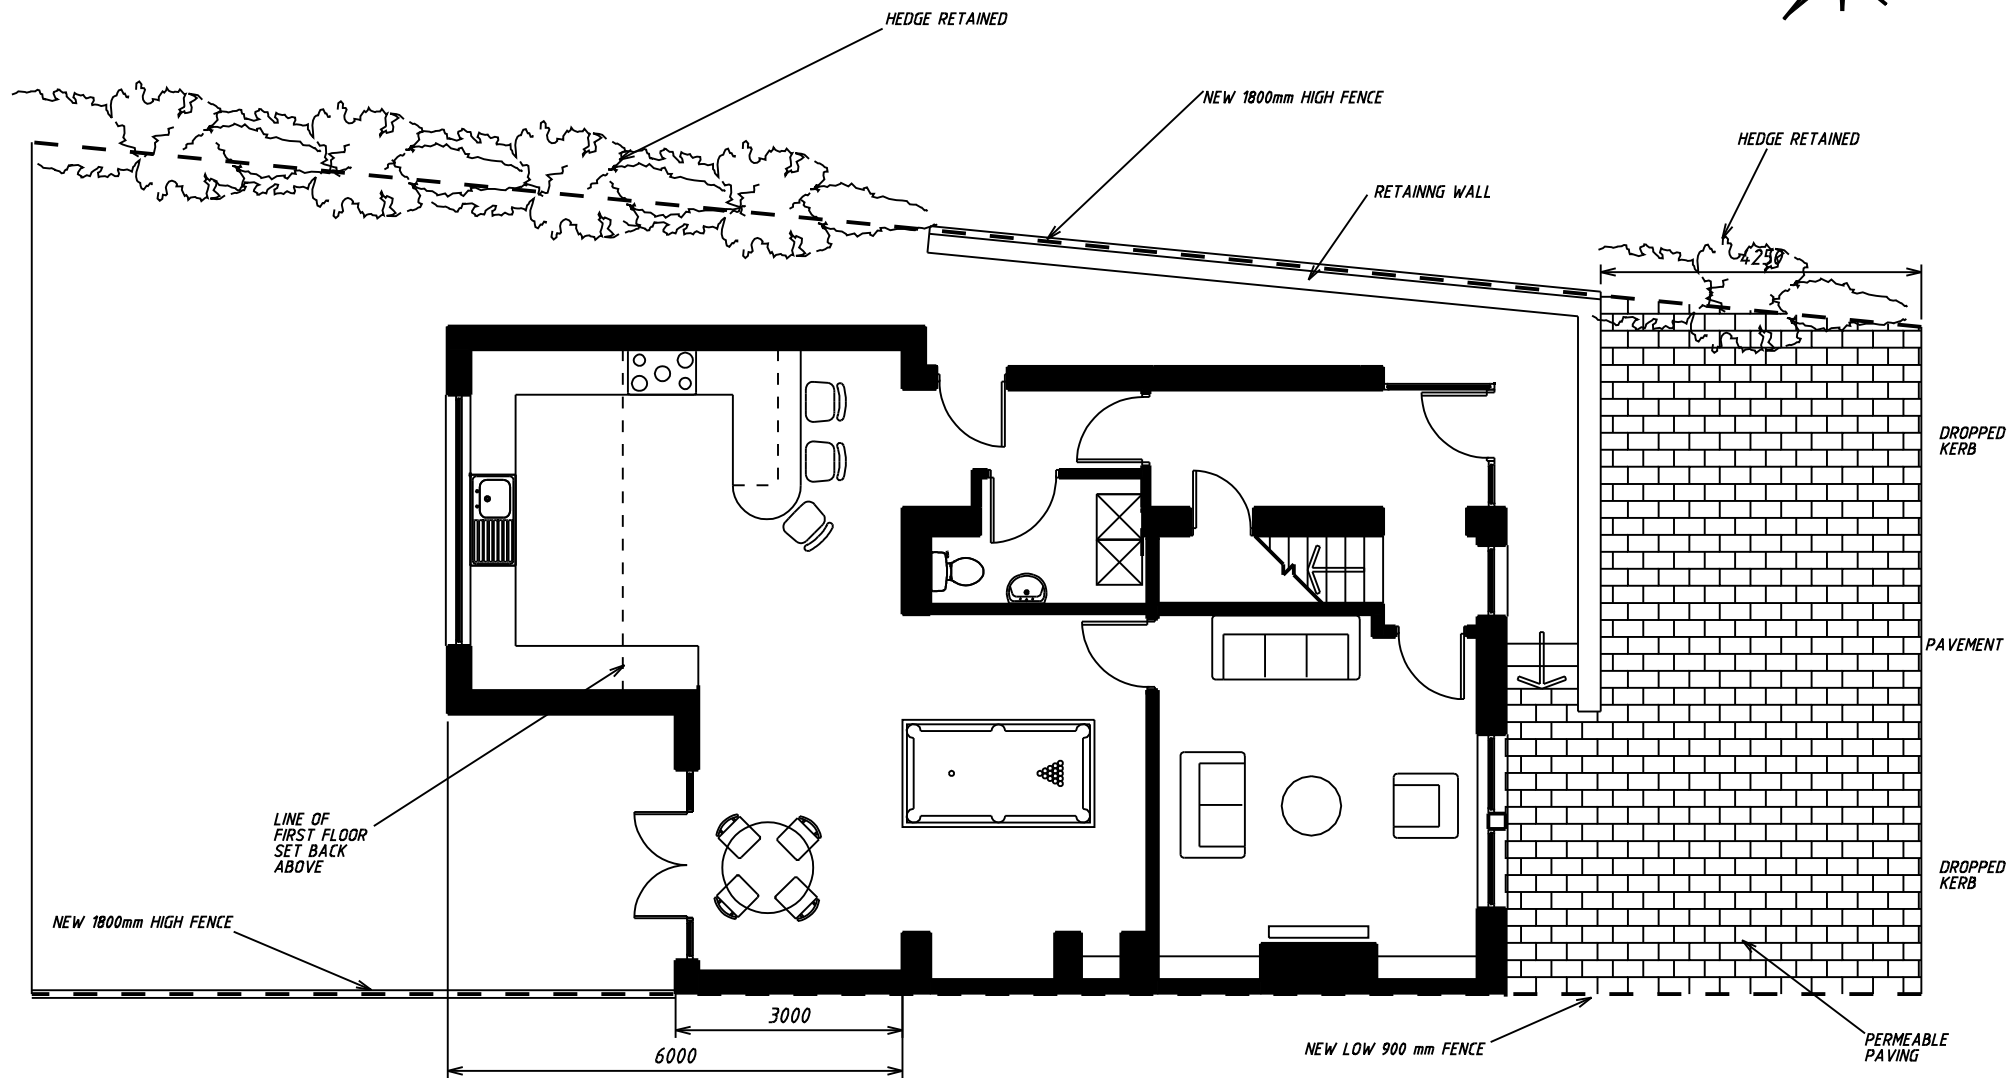 HEDGE RETAINED
NEW 1800mm HIGH FENCE
HEDGE RETAINED
RETAINNG WALL
4250
DROPPED
KERB
PAVEMENT
LINE OF
FIRST FLOOR
SET BACK
ABOVE
DROPPED
KERB
NEW 1800mm HIGH FENCE
3000
6000
NEW LOW 900 mm FENCE
PERMEABLE
PAVING